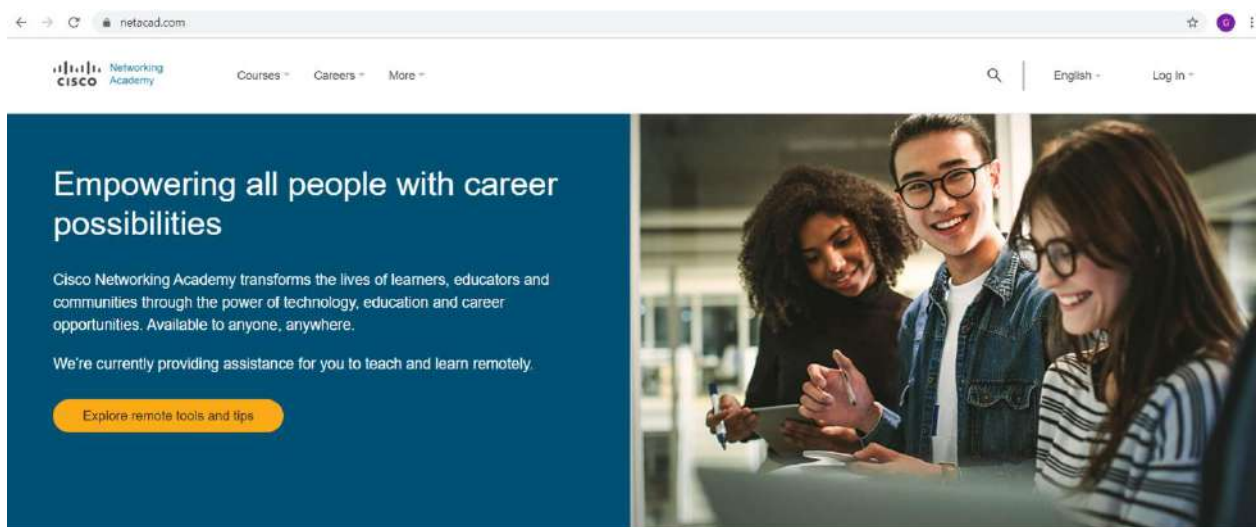 netacad.com
G
CISCO
Networking
Academy
Courses
Careers
More
English
Log In
Empowering all people with career
possibilities
Cisco Networking Academy transforms the lives of learners, educators and
communities through the power of technology, education and career
opportunities. Available to anyone, anywhere.
We're currently providing assistance for you to teach and learn remotely.
Explore remote tools and tips